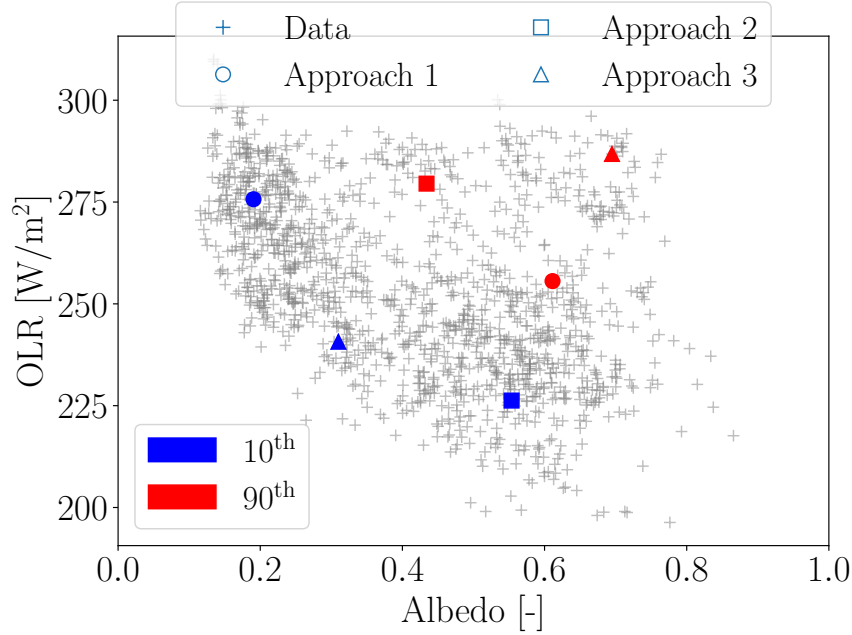 Data
Approach 1
Approach 2
Approach 3
300
275
250
225
200
OLR [W/m²]
10ᵗʰ
90ᵗʰ
0.0 0.2 0.4 0.6 0.8 1.0
Albedo [-]